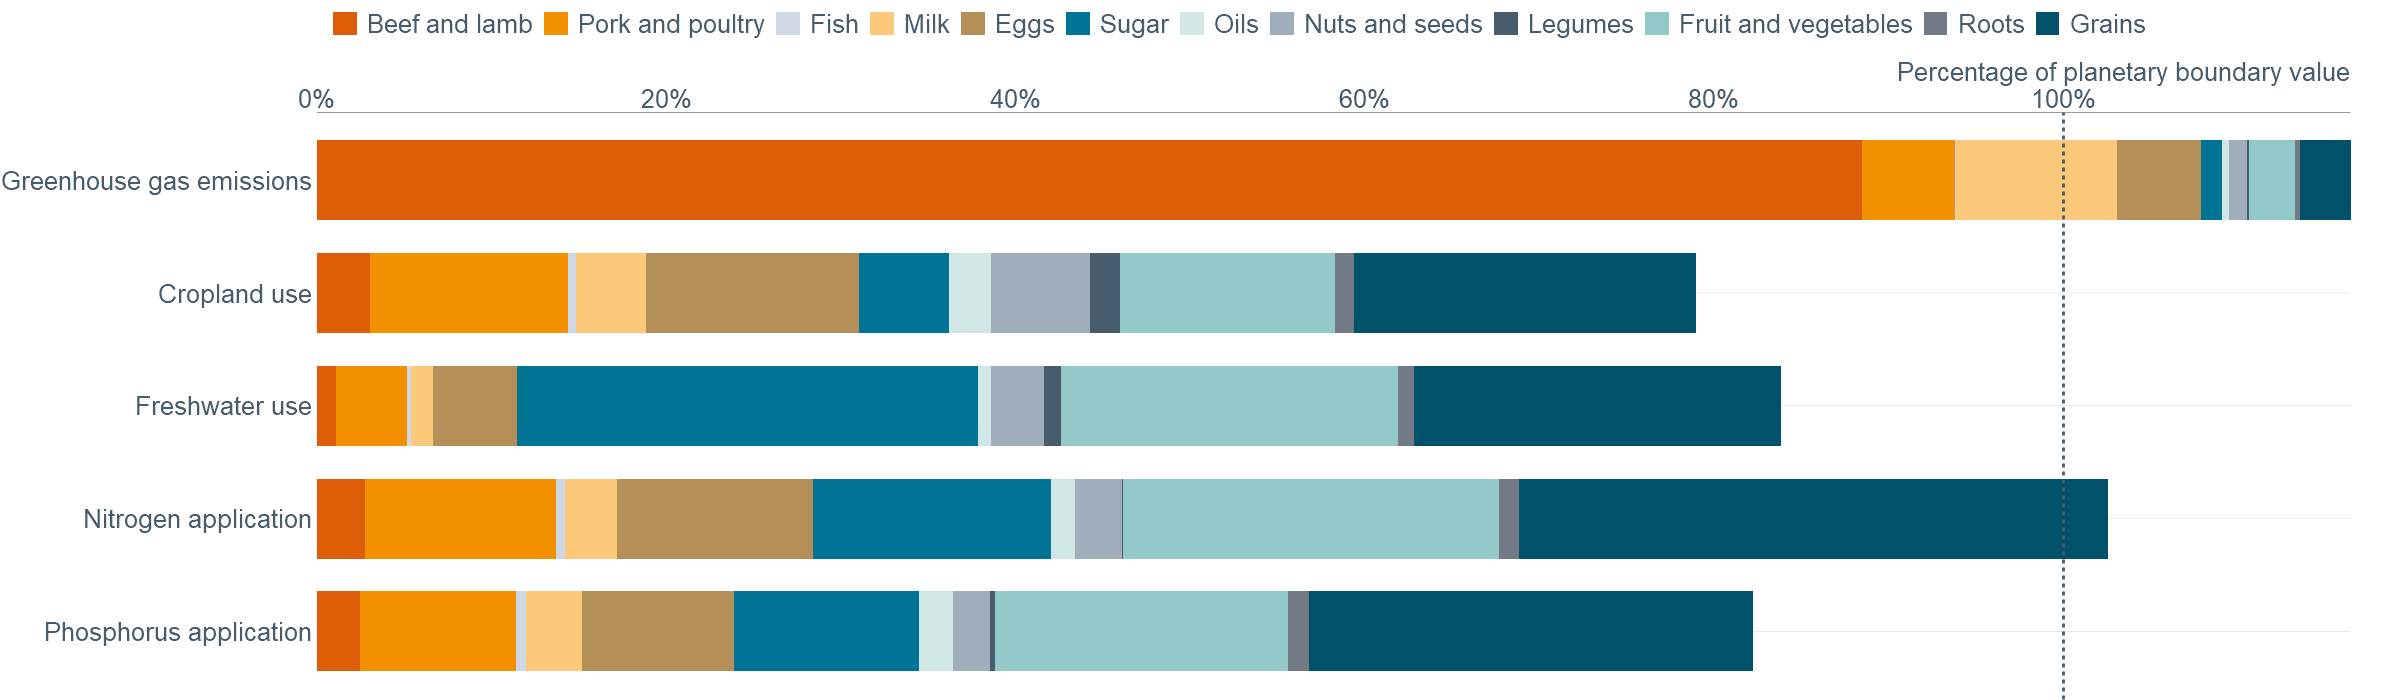 Beef and lamb Pork and poultry Fish Milk Eggs Sugar Oils Nuts and seeds Legumes Fruit and vegetables Roots Grains
Percentage of planetary boundary value
0% 20% 40% 60% 80% 100%
Greenhouse gas emissions
Cropland use
Freshwater use
Nitrogen application
Phosphorus application